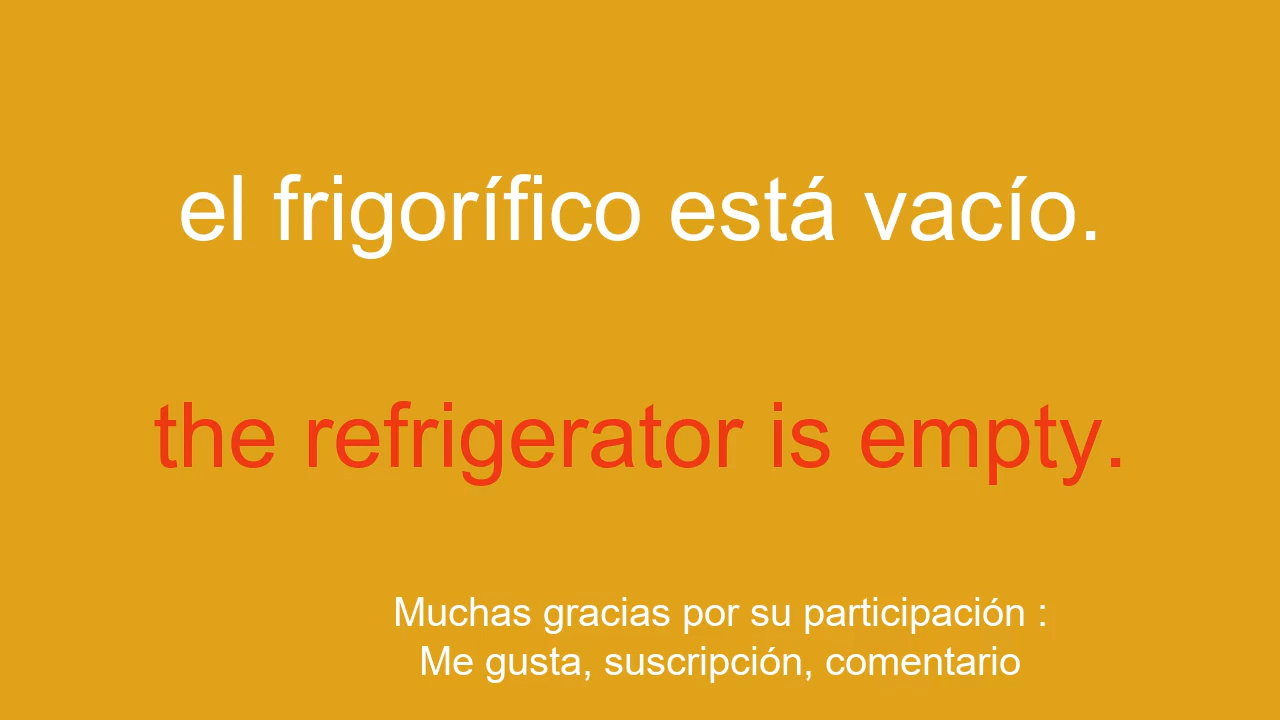 el frigorífico está vacío.
the refrigerator is empty.
Muchas gracias por su participación :
Me gusta, suscripción, comentario